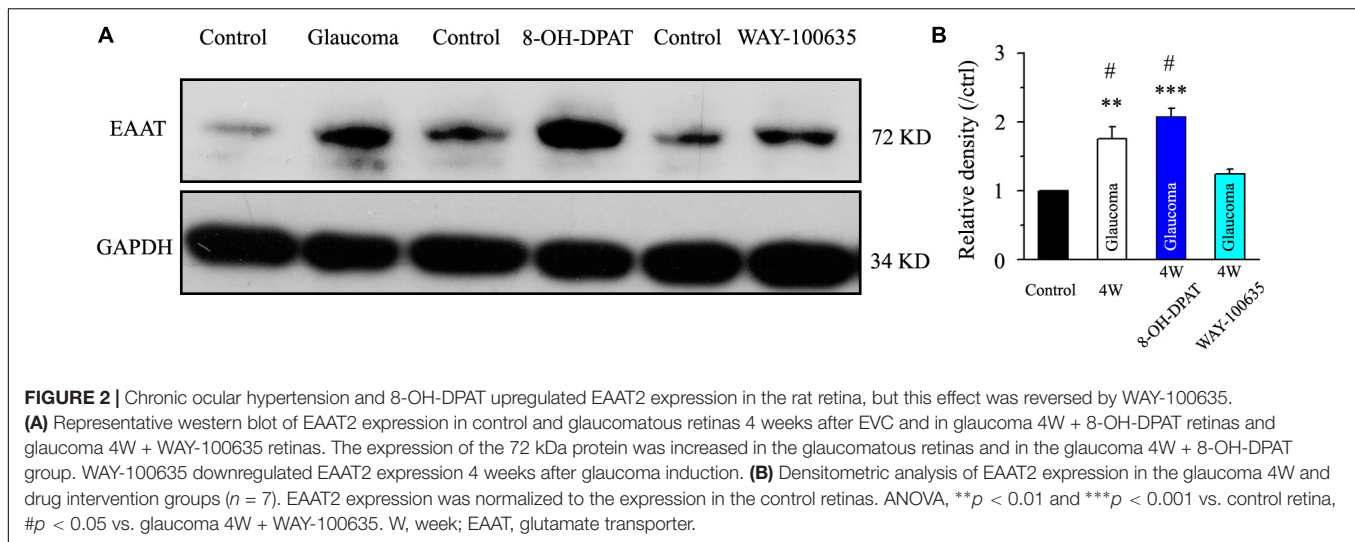 A
Control Glaucoma Control 8-OH-DPAT Control WAY-100635
EAAT
72 KD
GAPDH
34 KD
B
Relative density (/ctrl)
3
2
1
0
#
**
#
***
Glaucoma
Glaucoma
Glaucoma
Control
4W
4W
8-OH-DPAT
4W
WAY-100635
FIGURE 2 | Chronic ocular hypertension and 8-OH-DPAT upregulated EAAT2 expression in the rat retina, but this effect was reversed by WAY-100635.
(A) Representative western blot of EAAT2 expression in control and glaucomatous retinas 4 weeks after EVC and in glaucoma 4W + 8-OH-DPAT retinas and
glaucoma 4W + WAY-100635 retinas. The expression of the 72 kDa protein was increased in the glaucomatous retinas and in the glaucoma 4W + 8-OH-DPAT
group. WAY-100635 downregulated EAAT2 expression 4 weeks after glaucoma induction. (B) Densitometric analysis of EAAT2 expression in the glaucoma 4W and
drug intervention groups (n = 7). EAAT2 expression was normalized to the expression in the control retinas. ANOVA, **p < 0.01 and ***p < 0.001 vs. control retina,
#p < 0.05 vs. glaucoma 4W + WAY-100635. W, week; EAAT, glutamate transporter.